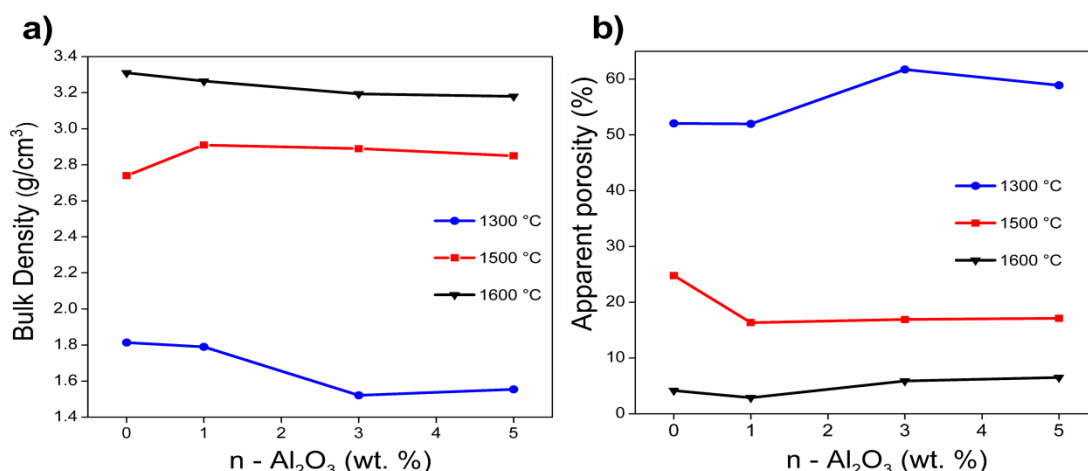 a)
Bulk Density (g/cm³)
3.4
3.2
3.0
2.8
2.6
2.4
2.2
2.0
1.8
1.6
1.4
1300 °C
1500 °C
1600 °C
0 1 2 3 4 5
n - Al₂O₃ (wt. %)
b)
Apparent porosity (%)
60
50
40
30
20
10
0
1300 °C
1500 °C
1600 °C
0 1 2 3 4 5
n - Al₂O₃ (wt. %)